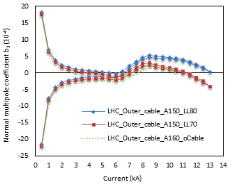 Normal multipole coefficient b₃ (10⁻⁴)
20
15
10
5
0
-5
-10
-15
-20
-25
LHC_Outer_cable_A150_LL80
LHC_Outer_cable_A150_LL70
LHC_Outer_cable_A160_oCable
0 1 2 3 4 5 6 7 8 9 10 11 12 13 14
Current (kA)